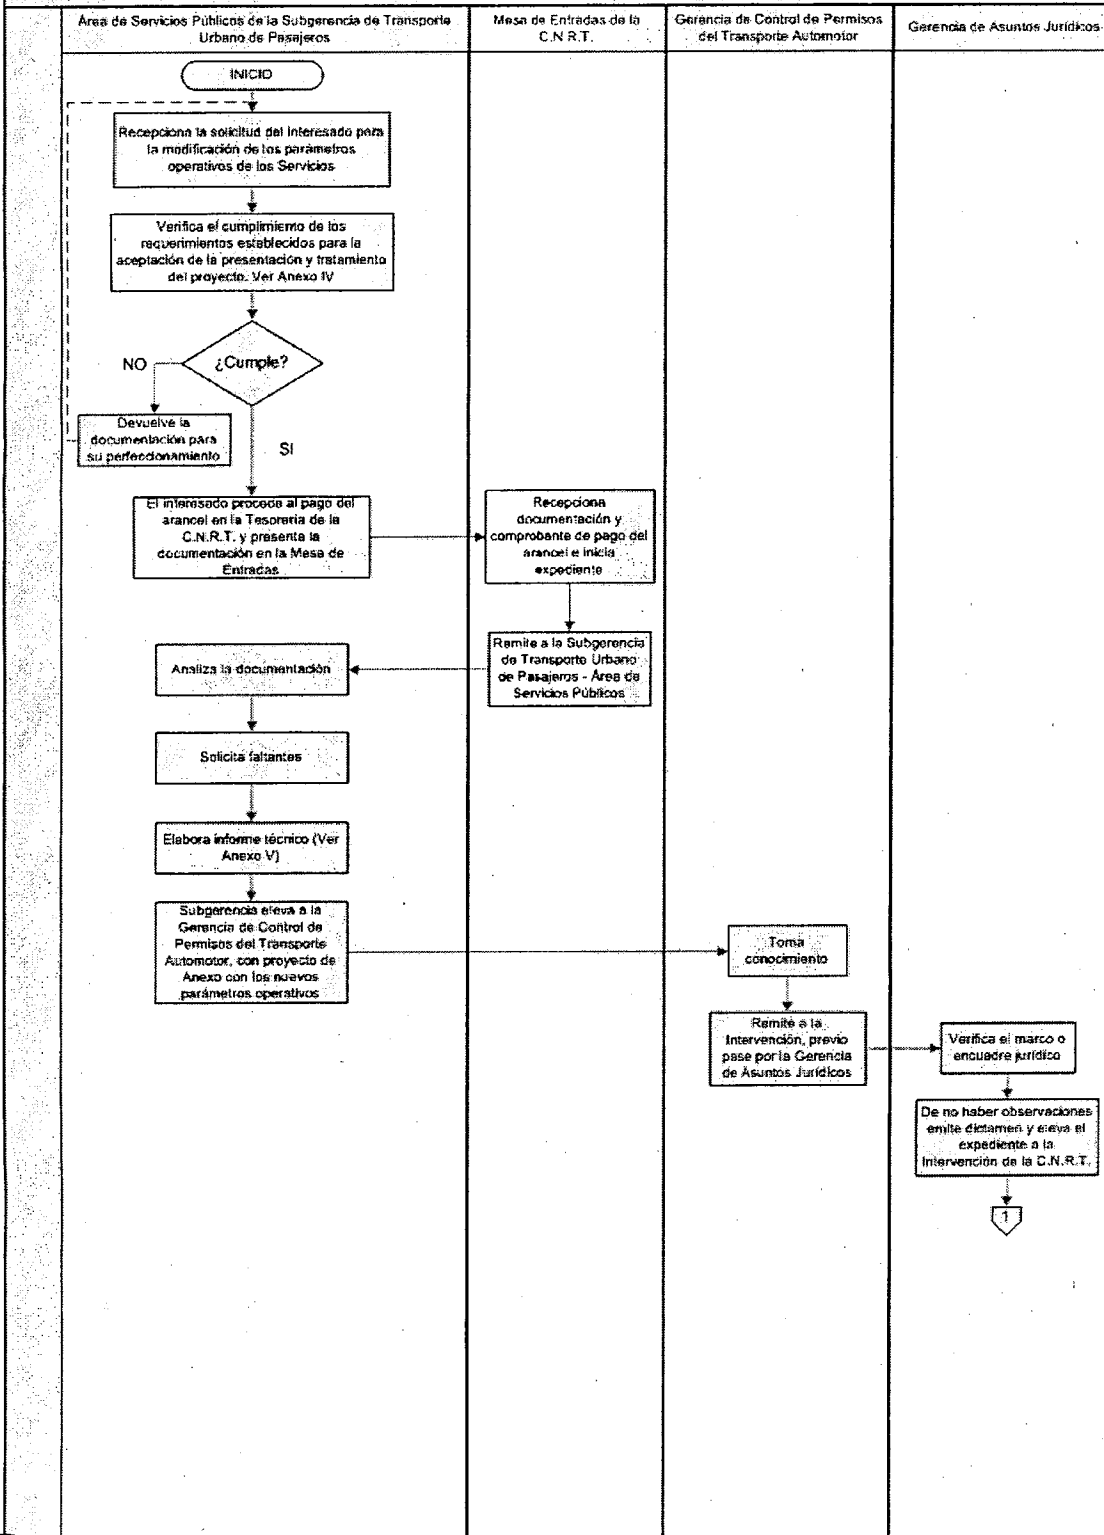 Área de Servicios Públicos de la Subgerencia de Transporte
Urbano de Pasajeros
Mesa de Entradas de la
C.N.R.T.
Gerencia de Control de Permisos
del Transporte Automotor
Gerencia de Asuntos Jurídicos
INICIO
Recepciona la solicitud del interesado para
la modificación de los parámetros
operativos de los Servicios
Verifica el cumplimiento de los
requerimientos establecidos para la
aceptación de la presentación y tratamiento
del proyecto. Ver Anexo IV
¿Cumple?
NO
Devuelve la
documentación para
su perfeccionamiento
SI
El interesado procede al pago del
arancel en la Tesorería de la
C.N.R.T. y presenta la
documentación en la Mesa de
Entradas
Recepciona
documentación y
comprobante de pago del
arancel e inicia
expediente
Remite a la Subgerencia
de Transporte Urbano
de Pasajeros - Área de
Servicios Públicos
Analiza la documentación
Solicita faltantes
Elabora informe técnico (Ver
Anexo V)
Subgerencia eleva a la
Gerencia de Control de
Permisos del Transporte
Automotor, con proyecto de
Anexo con los nuevos
parámetros operativos
Toma
conocimiento
Remite a la
Intervención, previo
pase por la Gerencia
de Asuntos Jurídicos
Verifica el marco o
encuadre jurídico
De no haber observaciones
emite dictamen y eleva el
expediente a la
Intervención de la C.N.R.T.
1